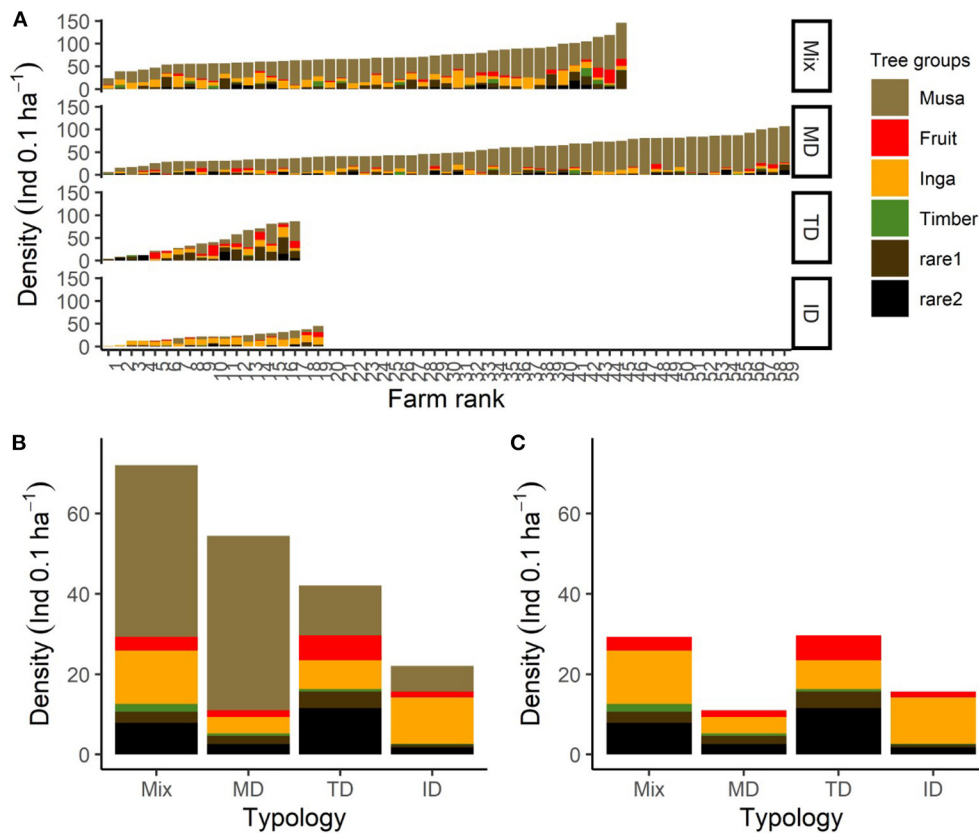 A
Density (Ind 0.1 ha⁻¹)
150
100
50
0
Mix
150
100
50
0
MD
150
100
50
0
TD
150
100
50
0
ID
1 2 3 4 5 6 7 8 9 10 11 12 13 14 15 16 17 18 19 20 21 22 23 24 25 26 27 28 29 30 31 32 33 34 35 36 37 38 39 40 41 42 43 44 45 46 47 48 49 50 51 52 53 54 55 56 57 58 59
Farm rank
Tree groups
Musa
Fruit
Inga
Timber
rare1
rare2
B
Density (Ind 0.1 ha⁻¹)
60
40
20
0
Mix MD TD ID
Typology
C
Density (Ind 0.1 ha⁻¹)
60
40
20
0
Mix MD TD ID
Typology